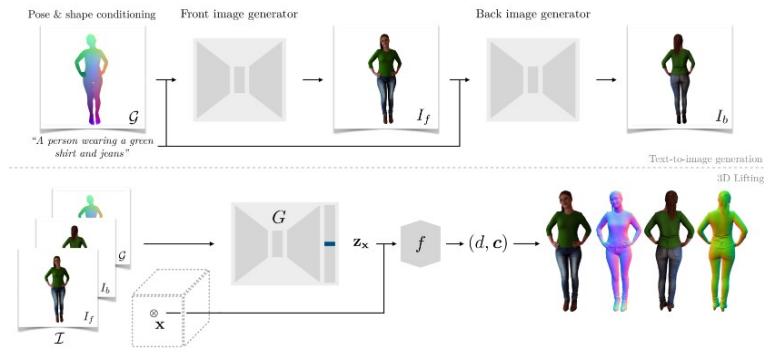 Pose & shape conditioning
Front image generator
Back image generator
𝒢
I_f
I_b
"A person wearing a green
shirt and jeans"
Text-to-image generation
3D Lifting
𝒢
I_b
I_f
ℐ
G
z_x
f
(d, c)
x